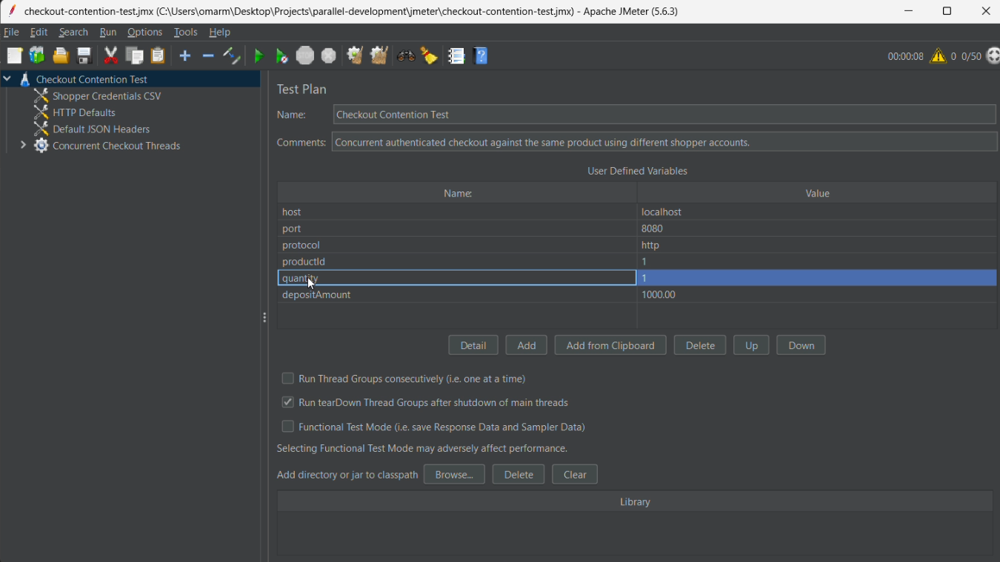 checkout-contention-test.jmx (C:\Users\omarm\Desktop\Projects\parallel-development\jmeter\checkout-contention-test.jmx) - Apache JMeter (5.6.3)
File Edit Search Run Options Tools Help
00:00:08 0 0/50
Checkout Contention Test
Shopper Credentials CSV
HTTP Defaults
Default JSON Headers
Concurrent Checkout Threads
Test Plan
Name: Checkout Contention Test
Comments: Concurrent authenticated checkout against the same product using different shopper accounts.
User Defined Variables
Name: Value
host localhost
port 8080
protocol http
productId 1
quantity 1
depositAmount 1000.00
Detail Add Add from Clipboard Delete Up Down
Run Thread Groups consecutively (i.e. one at a time)
Run tearDown Thread Groups after shutdown of main threads
Functional Test Mode (i.e. save Response Data and Sampler Data)
Selecting Functional Test Mode may adversely affect performance.
Add directory or jar to classpath Browse... Delete Clear
Library